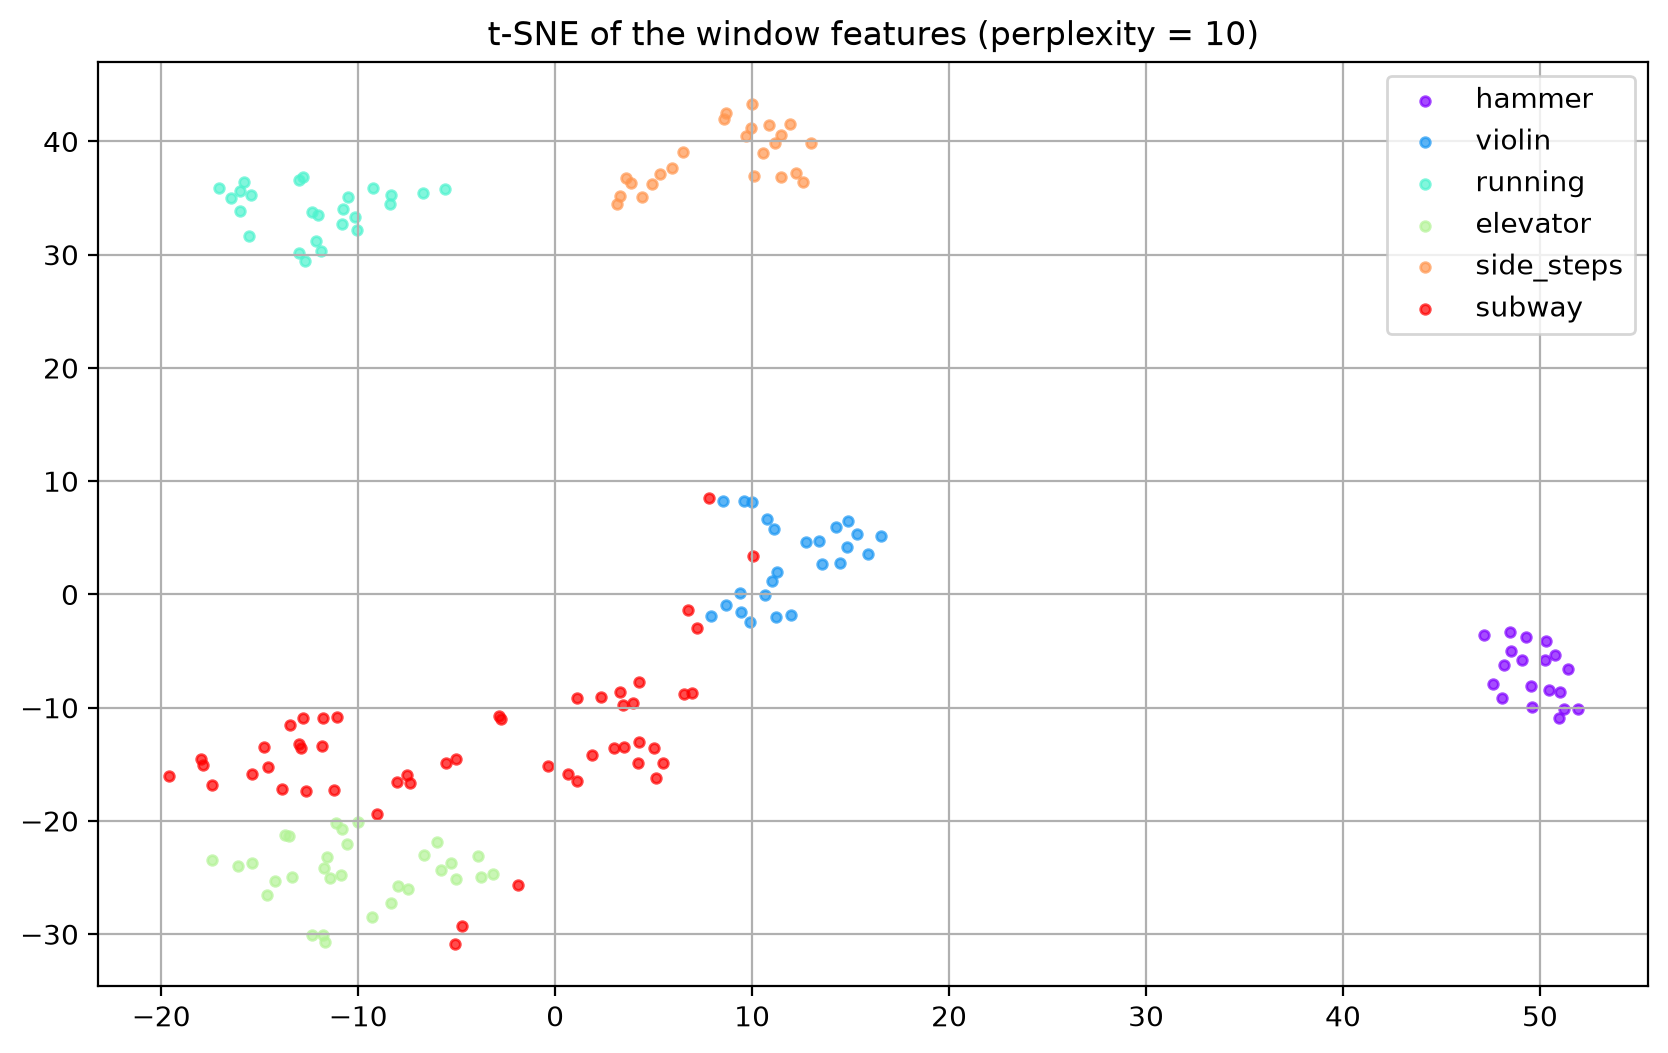 t-SNE of the window features (perplexity = 10)
hammer
violin
running
elevator
side_steps
subway
40
30
20
10
0
−10
−20
−30
−20 −10 0 10 20 30 40 50